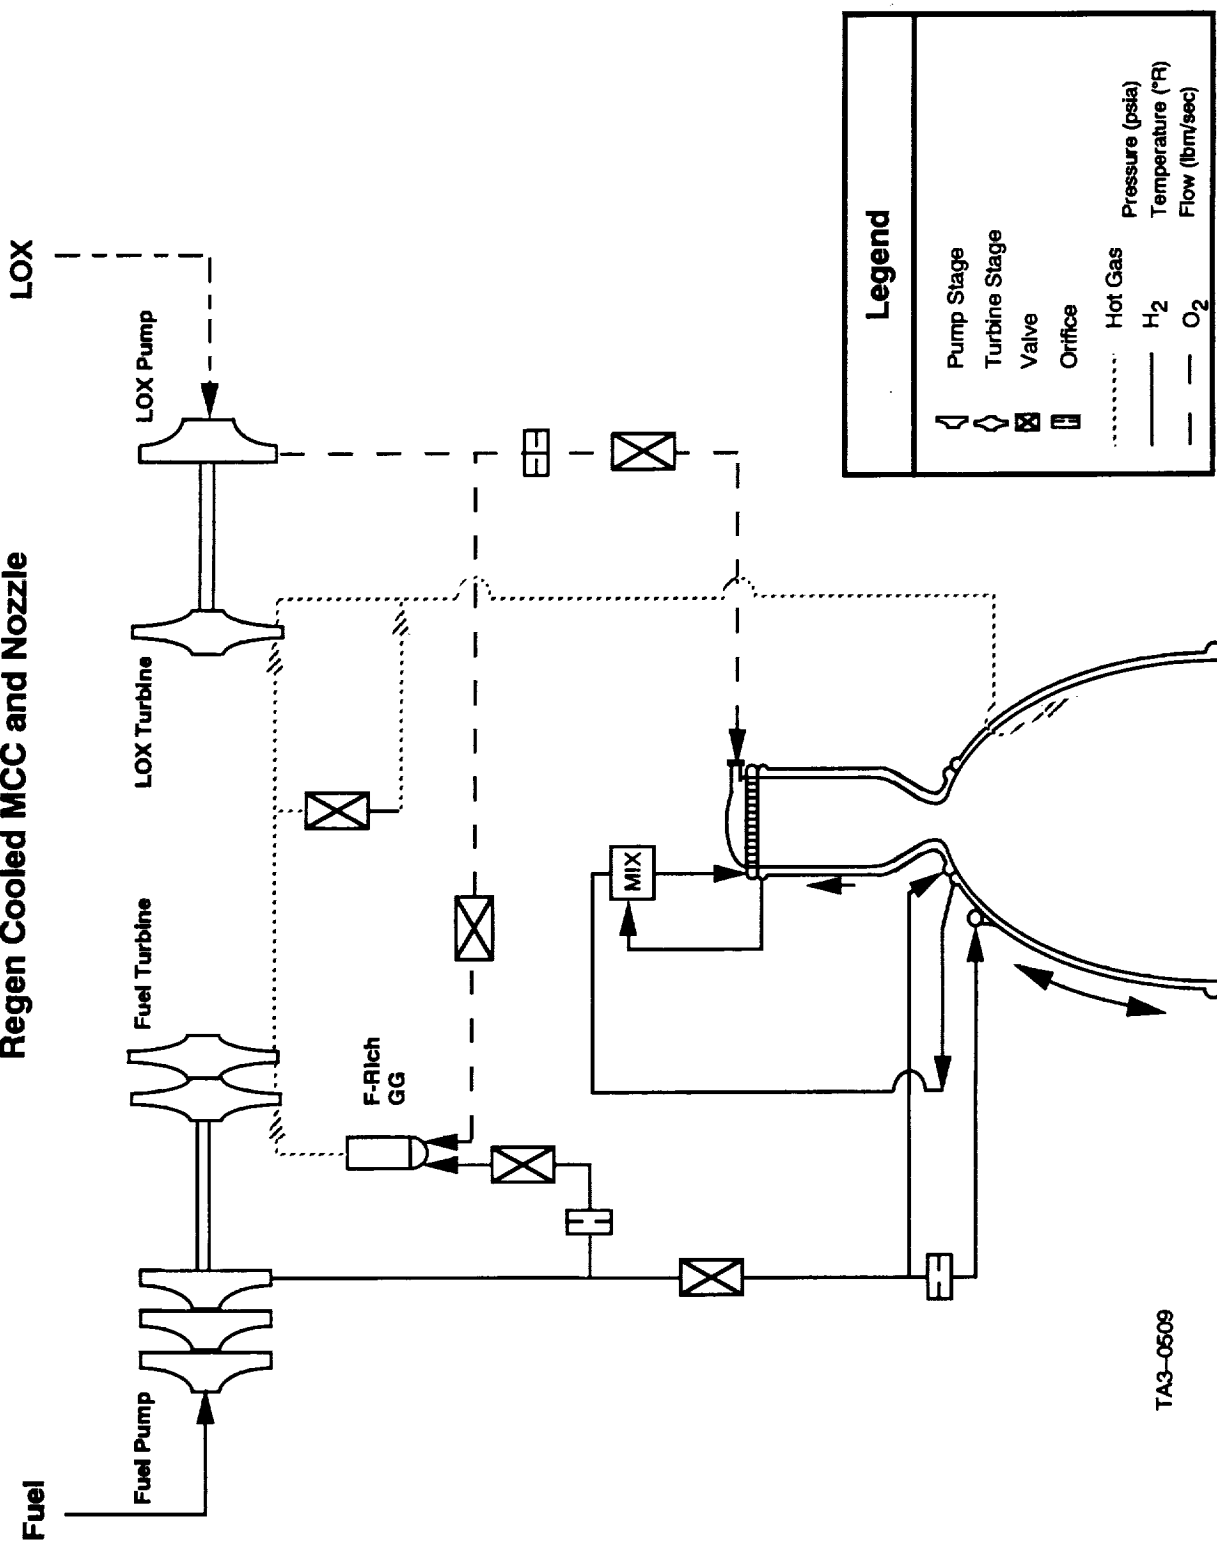 Regen Cooled MCC and Nozzle
Fuel
LOX
Fuel Pump
Fuel Turbine
LOX Turbine
LOX Pump
F-Rich
GG
MIX
Legend
Pump Stage
Turbine Stage
Valve
Orifice
Hot Gas
H2
O2
Pressure (psia)
Temperature (°R)
Flow (lbm/sec)
TA3-0509